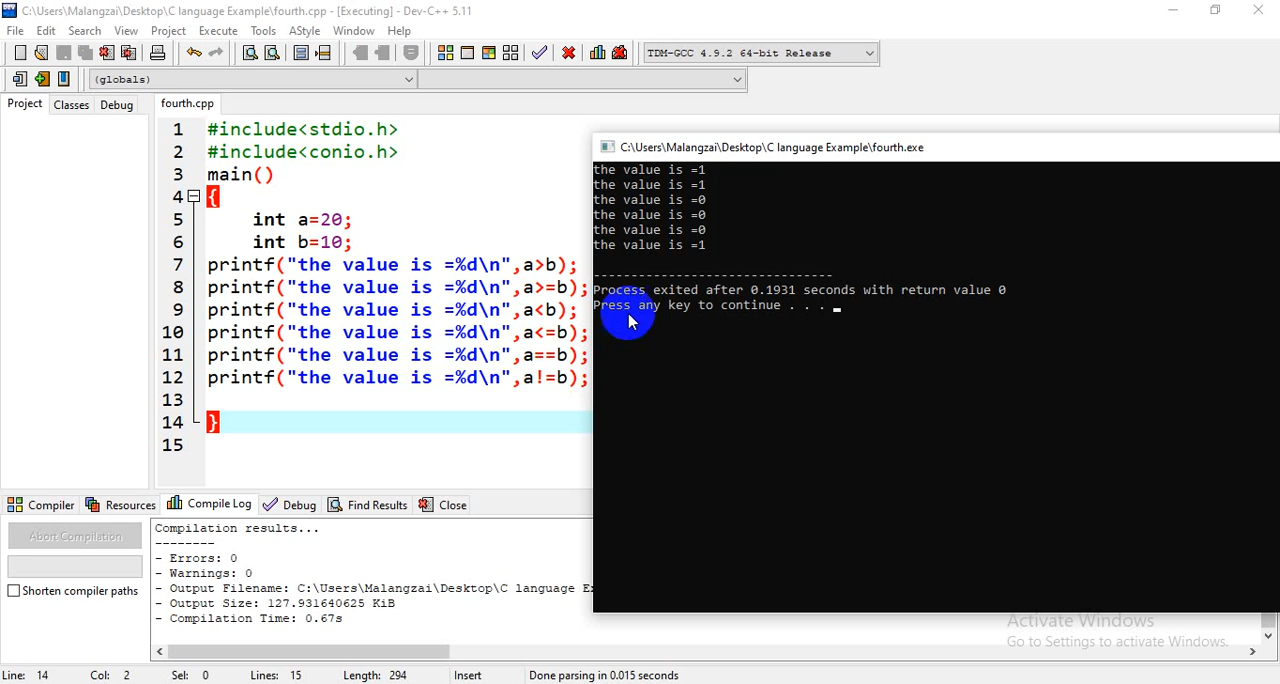 C:\Users\Malangzai\Desktop\C language Example\fourth.cpp - [Executing] - Dev-C++ 5.11
File Edit Search View Project Execute Tools AStyle Window Help
TDM-GCC 4.9.2 64-bit Release
(globals)
Project Classes Debug
fourth.cpp
1 #include<stdio.h>
2 #include<conio.h>
3 main()
4 {
5 int a=20;
6 int b=10;
7 printf("the value is =%d\n",a>b);
8 printf("the value is =%d\n",a>=b);
9 printf("the value is =%d\n",a<b);
10 printf("the value is =%d\n",a<=b);
11 printf("the value is =%d\n",a==b);
12 printf("the value is =%d\n",a!=b);
13
14 }
15
C:\Users\Malangzai\Desktop\C language Example\fourth.exe
the value is =1
the value is =1
the value is =0
the value is =0
the value is =0
the value is =1
--------------------------------
Process exited after 0.1931 seconds with return value 0
Press any key to continue . . .
Compiler Resources Compile Log Debug Find Results Close
Abort Compilation
Shorten compiler paths
Compilation results...
--------
- Errors: 0
- Warnings: 0
- Output Filename: C:\Users\Malangzai\Desktop\C language
- Output Size: 127.931640625 KiB
- Compilation Time: 0.67s
Activate Windows
Go to Settings to activate Windows.
Line: 14 Col: 2 Sel: 0 Lines: 15 Length: 294 Insert Done parsing in 0.015 seconds